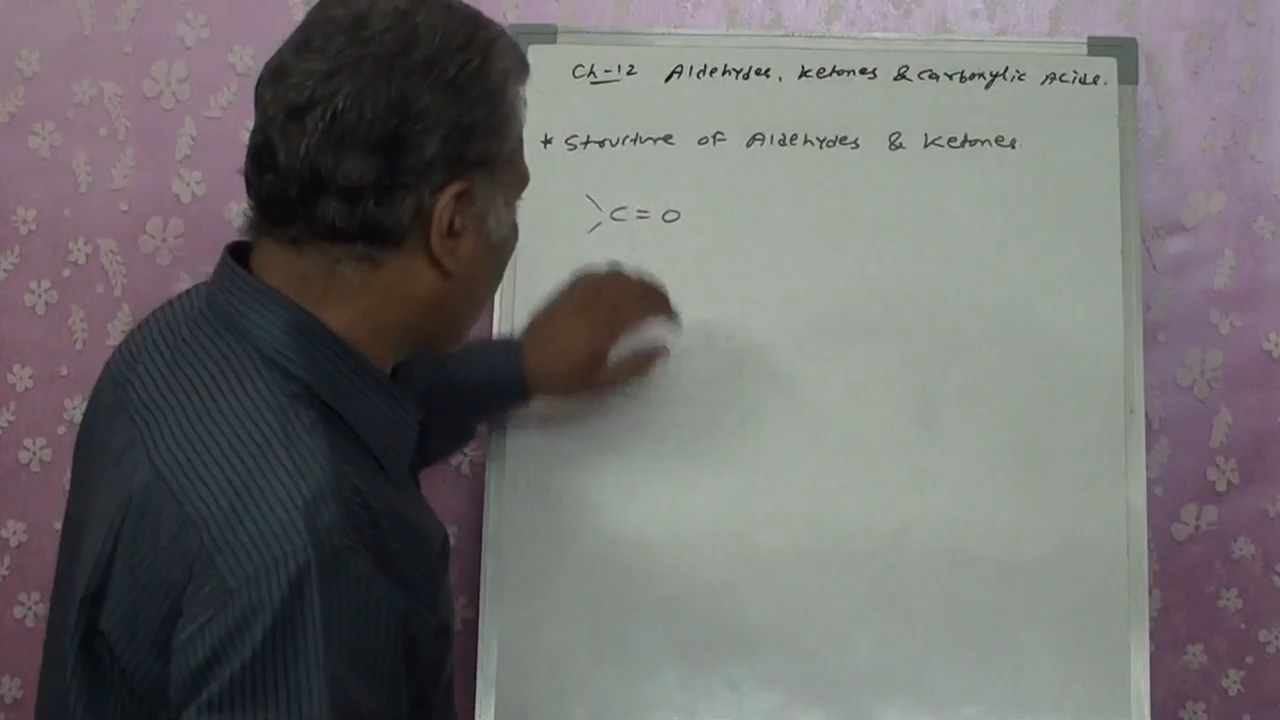 Ch-12 Aldehydes, Ketones & Carboxylic Acids.
* Structure of Aldehydes & Ketones.
>C=O